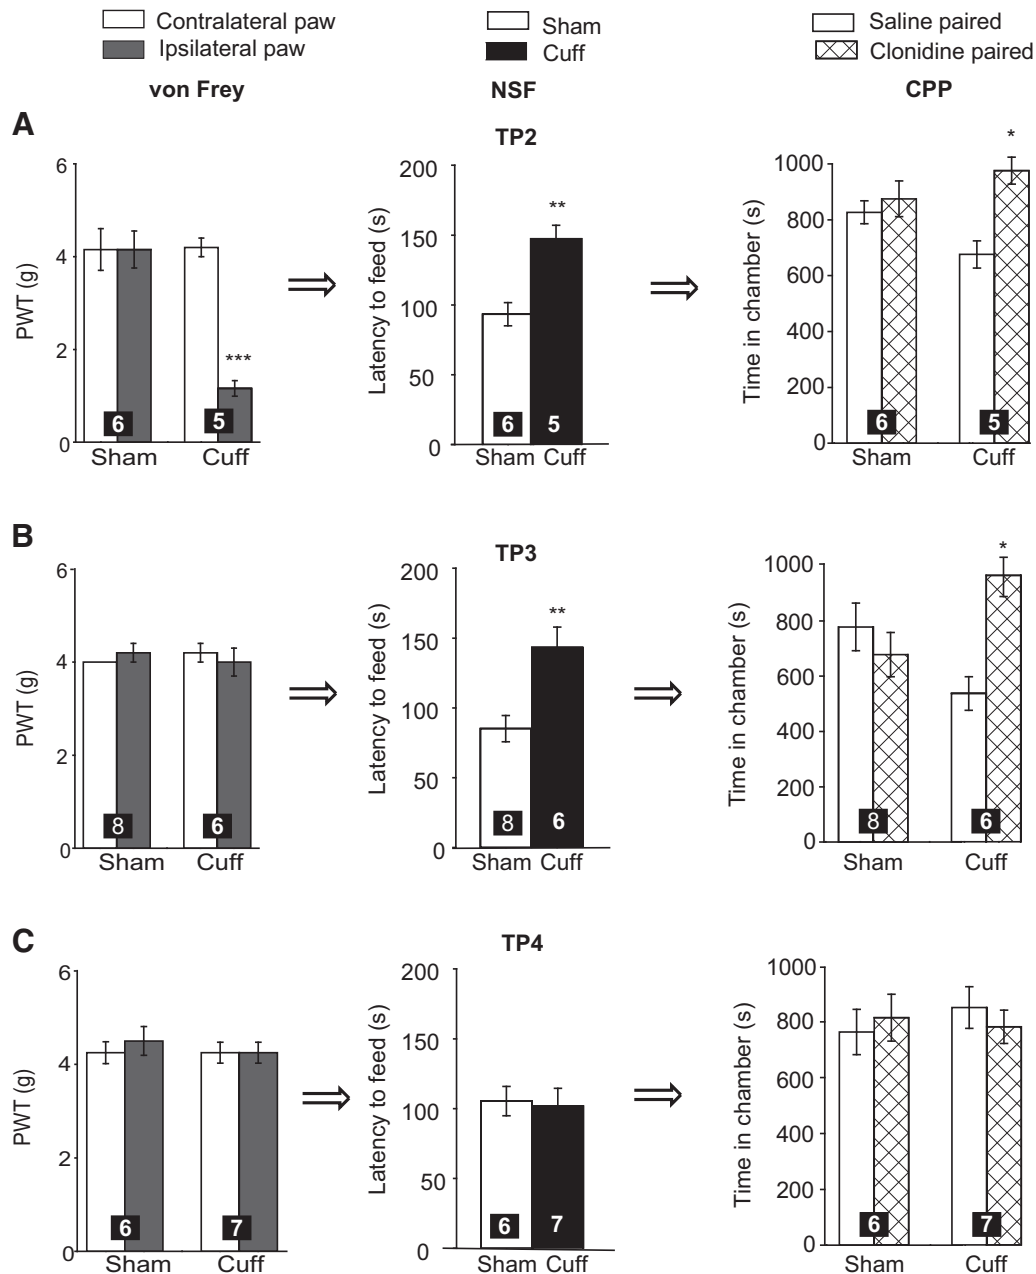 Contralateral paw
Ipsilateral paw
Sham
Cuff
Saline paired
Clonidine paired
von Frey
NSF
CPP
A
TP2
PWT (g)
6
4
2
0
***
6
5
Sham
Cuff
Latency to feed (s)
200
150
100
50
0
**
6
5
Sham Cuff
Time in chamber (s)
1000
800
600
400
200
0
*
6
5
Sham
Cuff
B
TP3
PWT (g)
6
4
2
0
8
6
Sham
Cuff
Latency to feed (s)
200
150
100
50
0
**
8
6
Sham Cuff
Time in chamber (s)
1000
800
600
400
200
0
*
8
6
Sham
Cuff
C
TP4
PWT (g)
6
4
2
0
6
7
Sham
Cuff
Latency to feed (s)
200
150
100
50
0
6
7
Sham Cuff
Time in chamber (s)
1000
800
600
400
200
0
6
7
Sham
Cuff